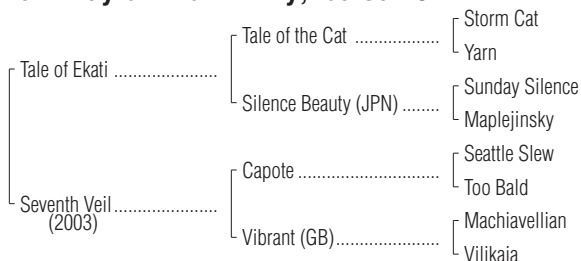 Storm Cat
Tale of the Cat ..................
Yarn
Tale of Ekati ......................
Sunday Silence
Silence Beauty (JPN) ........
Maplejinsky
Seattle Slew
Capote ..............................
Too Bald
Seventh Veil......................
(2003)
Machiavellian
Vibrant (GB)......................
Vilikaia